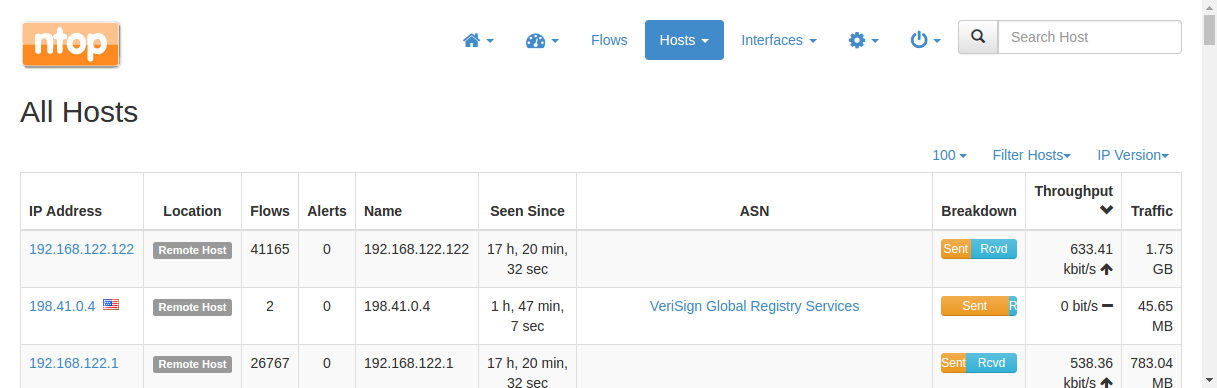 ntop
Flows
Hosts
Interfaces
Search Host
All Hosts
100
Filter Hosts
IP Version
IP Address Location Flows Alerts Name Seen Since ASN Breakdown Throughput Traffic
192.168.122.122 Remote Host 41165 0 192.168.122.122 17 h, 20 min, Sent Rcvd 633.41 1.75
32 sec kbit/s GB
198.41.0.4 Remote Host 2 0 198.41.0.4 1 h, 47 min, VeriSign Global Registry Services Sent R 0 bit/s 45.65
7 sec MB
192.168.122.1 Remote Host 26767 0 192.168.122.1 17 h, 20 min, Sent Rcvd 538.36 783.04
32 sec kbit/s MB